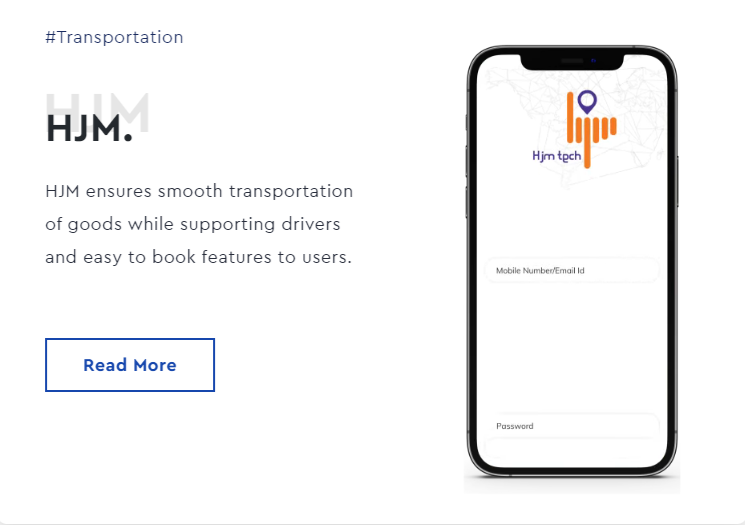 #Transportation
HJM
HJM.
HJM ensures smooth transportation
of goods while supporting drivers
and easy to book features to users.
Read More
Hjm tech
Mobile Number/Email Id
Password